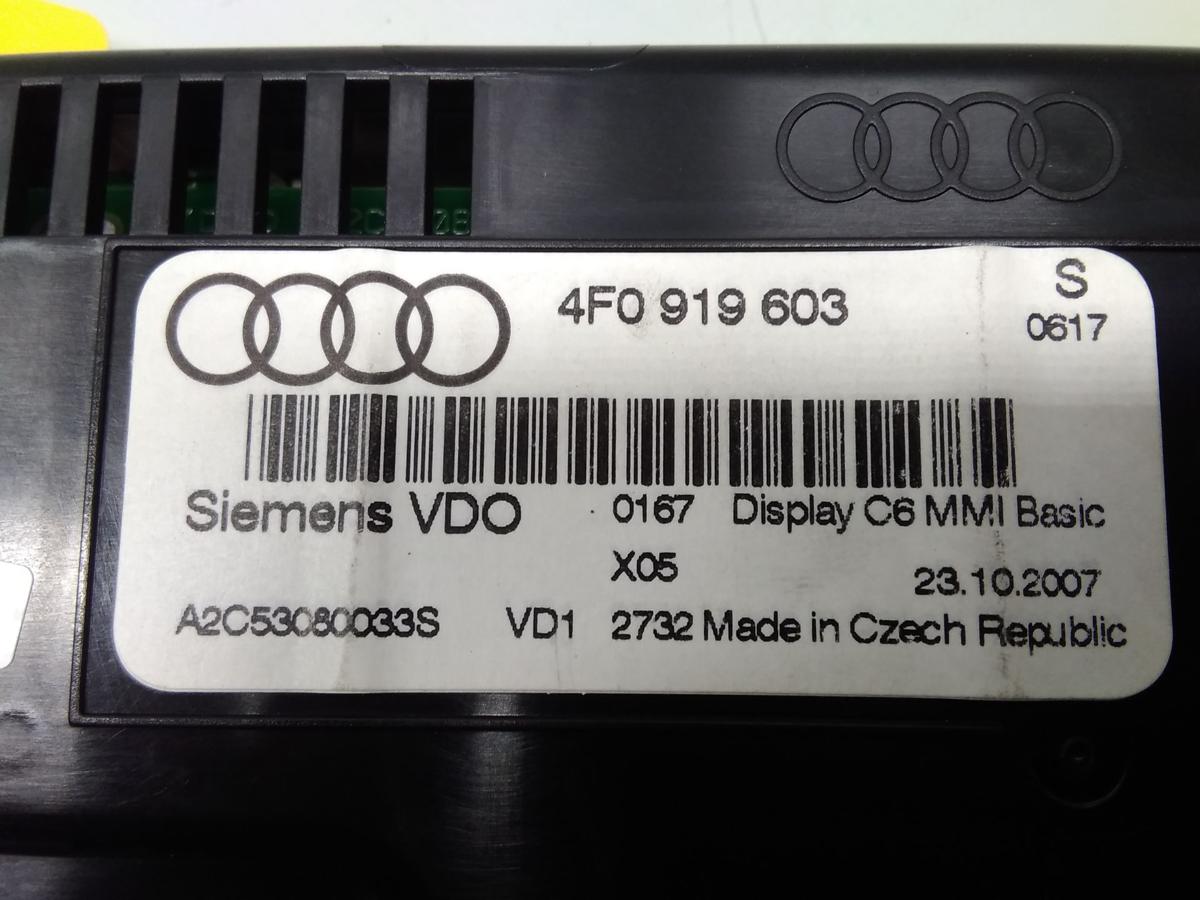 4F0 919 603
S
0617
Siemens VDO
0167 Display C6 MMI Basic
X05
23.10.2007
A2C53080033S VD1 2732 Made in Czech Republic